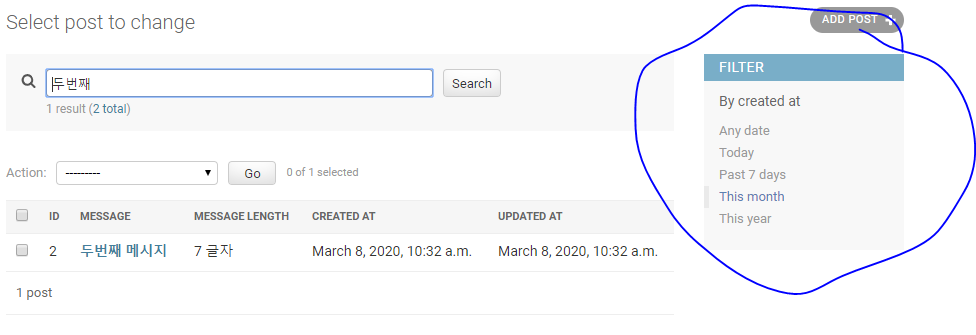 Select post to change
ADD POST +
두번째
Search
1 result (2 total)
Action:
---------
Go
0 of 1 selected
ID MESSAGE MESSAGE LENGTH CREATED AT UPDATED AT
2 두번째 메시지 7 글자 March 8, 2020, 10:32 a.m. March 8, 2020, 10:32 a.m.
1 post
FILTER
By created at
Any date
Today
Past 7 days
This month
This year